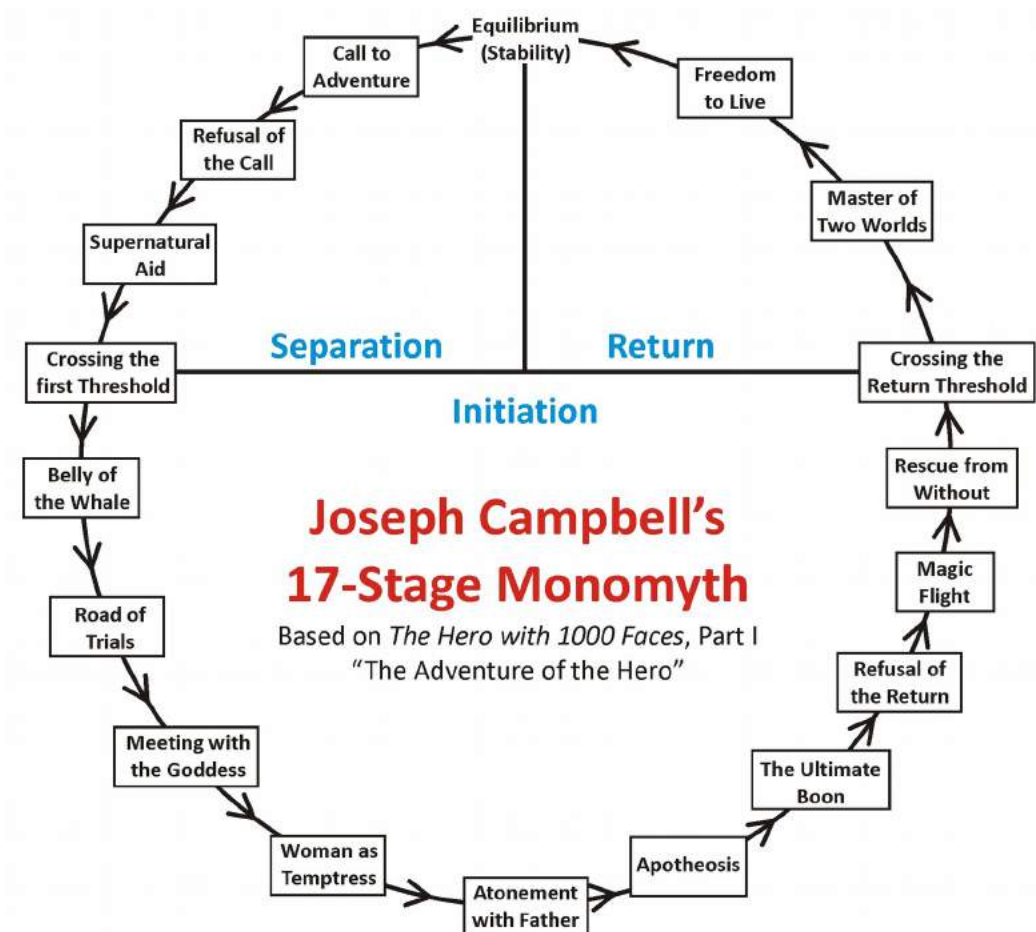 Equilibrium
(Stability)
Call to
Adventure
Refusal of
the Call
Supernatural
Aid
Crossing the
first Threshold
Belly of
the Whale
Road of
Trials
Meeting with
the Goddess
Woman as
Temptress
Atonement
with Father
Apotheosis
The Ultimate
Boon
Refusal of
the Return
Magic
Flight
Rescue from
Without
Crossing the
Return Threshold
Master of
Two Worlds
Freedom
to Live
Separation
Return
Initiation
Joseph Campbell’s
17-Stage Monomyth
Based on The Hero with 1000 Faces, Part I
“The Adventure of the Hero”